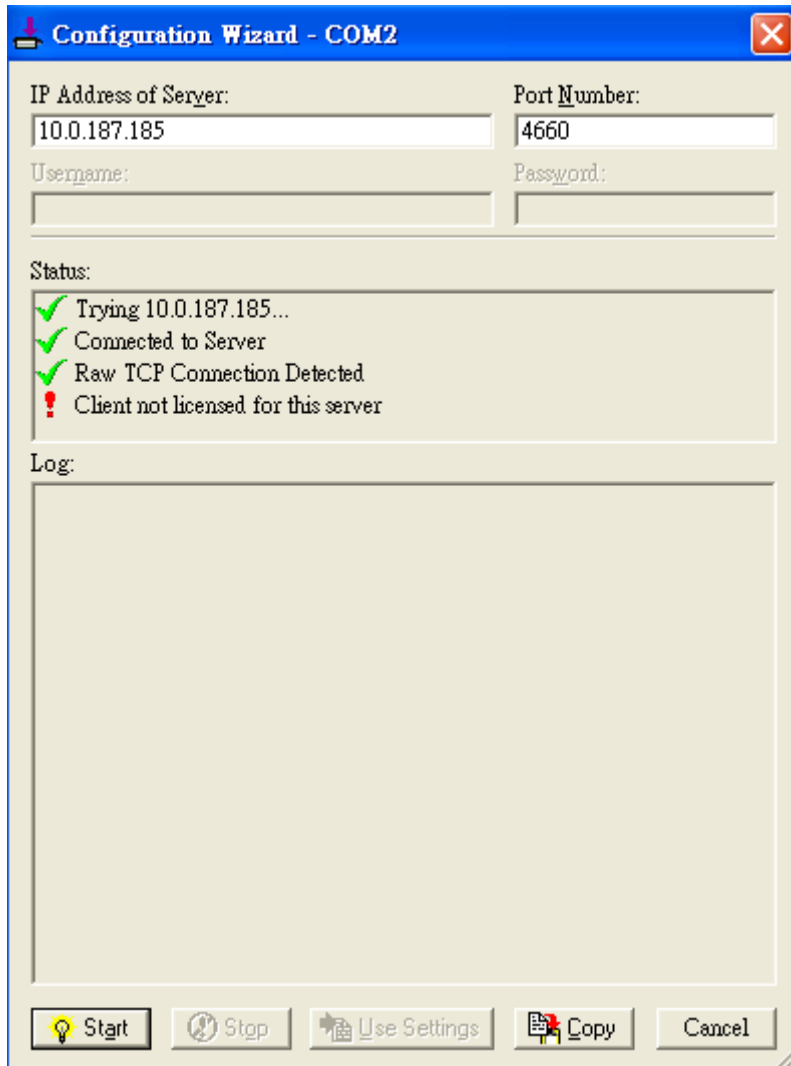 Configuration Wizard - COM2
IP Address of Server: Port Number:
10.0.187.185 4660
Username: Password:
Status:
Trying 10.0.187.185...
Connected to Server
Raw TCP Connection Detected
Client not licensed for this server
Log:
Start Stop Use Settings Copy Cancel